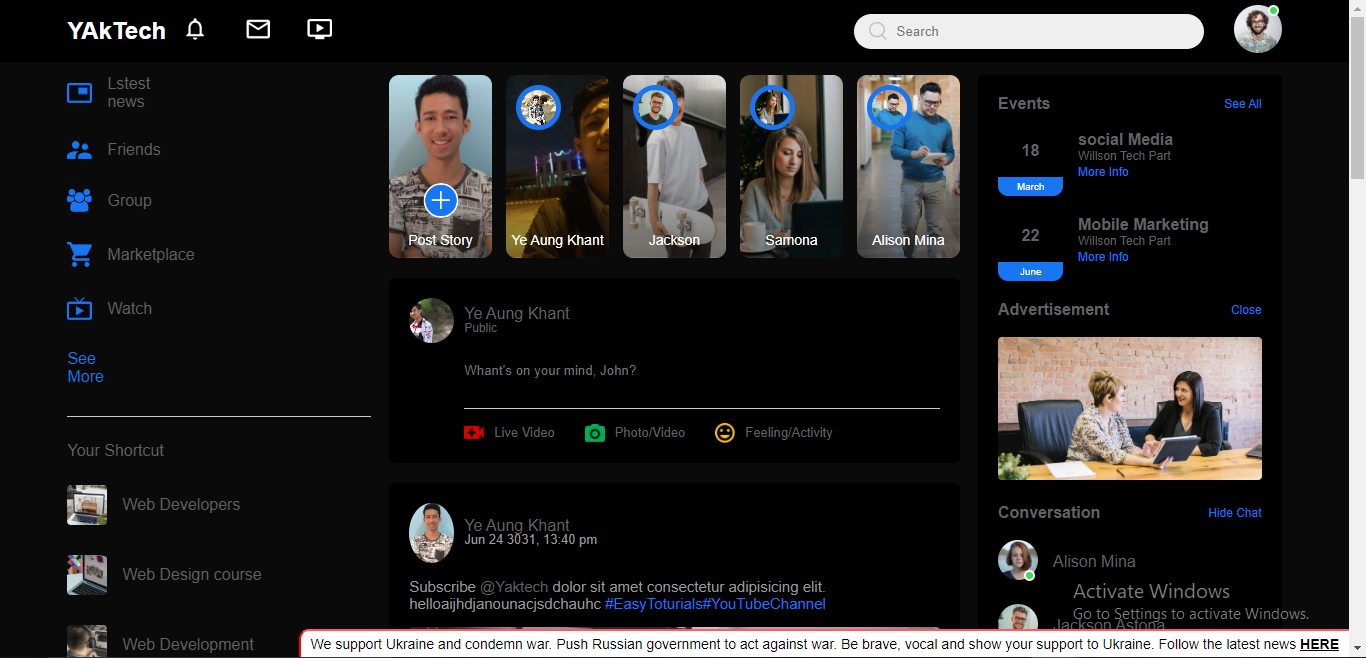 YAkTech
Search
Lstest
news
Friends
Group
Marketplace
Watch
See
More
Your Shortcut
Web Developers
Web Design course
Web Development
Post Story
Ye Aung Khant
Jackson
Samona
Alison Mina
Ye Aung Khant
Public
Whant's on your mind, John?
Live Video
Photo/Video
Feeling/Activity
Ye Aung Khant
Jun 24 3031, 13:40 pm
Subscribe @Yaktech dolor sit amet consectetur adipisicing elit.
helloaijhdjanounacjsdchauhc #EasyToturials#YouTubeChannel
Events
See All
18
March
social Media
Willson Tech Part
More Info
22
June
Mobile Marketing
Willson Tech Part
More Info
Advertisement
Close
Conversation
Hide Chat
Alison Mina
Jackson Astona
Activate Windows
Go to Settings to activate Windows.
We support Ukraine and condemn war. Push Russian government to act against war. Be brave, vocal and show your support to Ukraine. Follow the latest news HERE